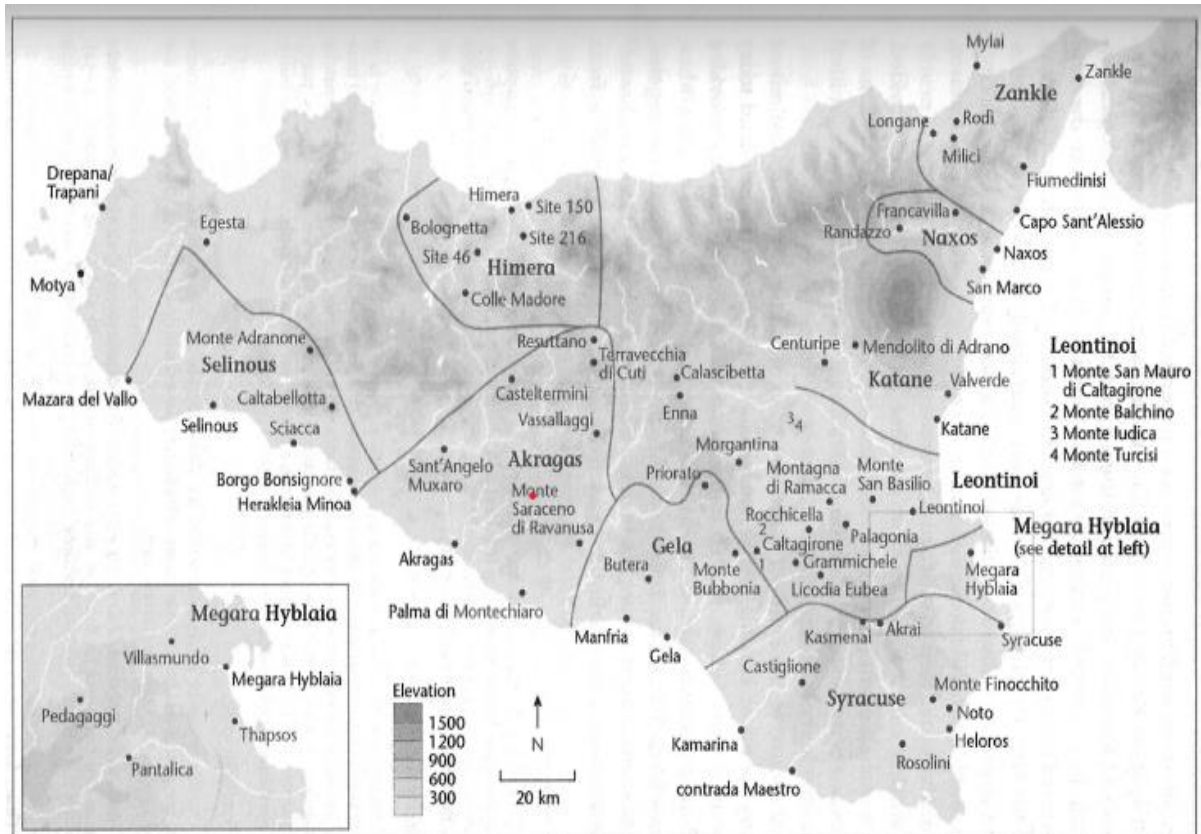 Mylai
Zankle
Zankle
Longane
Rodì
Milici
Drepana/
Trapani
Himera
Site 150
Fiumedinisi
Egesta
Bolognetta
Site 216
Francavilla
Capo Sant'Alessio
Site 46
Himera
Randazzo
Naxos
Naxos
Motya
Colle Madore
San Marco
Monte Adranone
Resuttano
Centuripe
Mendolito di Adrano
Leontinoi
Selinous
Terravecchia
di Cuti
Calascibetta
Katane
Valverde
1 Monte San Mauro
di Caltagirone
Mazara del Vallo
Caltabellotta
Casteltermini
Enna
2 Monte Balchino
Selinous
Vassallaggi
3
4
Katane
3 Monte Iudica
Sciacca
Morgantina
4 Monte Turcisi
Sant'Angelo
Muxaro
Akragas
Priorato
Montagna
di Ramacca
Monte
San Basilio
Borgo Bonsignore
Herakleia Minoa
Monte
Saraceno
di Ravanusa
Leontinoi
Leontinoi
Rocchicella
Megara Hyblaia
(see detail at left)
Akragas
Gela
2
Caltagirone
Palagonia
Butera
Monte
Bubbonia
1
Grammichele
Megara
Hyblaia
Licodia Eubea
Palma di Montechiaro
Manfria
Kasmenai
Akrai
Syracuse
Gela
Megara Hyblaia
Villasmundo
Megara Hyblaia
Pedagaggi
Thapsos
Pantalica
Castiglione
Elevation
1500
1200
900
600
300
N
20 km
Syracuse
Monte Finocchito
Noto
Heloros
Kamarina
Rosolini
contrada Maestro